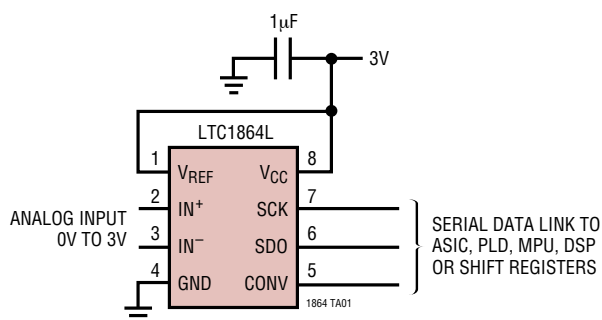 1μF
3V
LTC1864L
1
VREF
VCC
8
2
IN+
SCK
7
ANALOG INPUT
0V TO 3V
3
IN−
SDO
6
4
GND
CONV
5
SERIAL DATA LINK TO
ASIC, PLD, MPU, DSP
OR SHIFT REGISTERS
1864 TA01